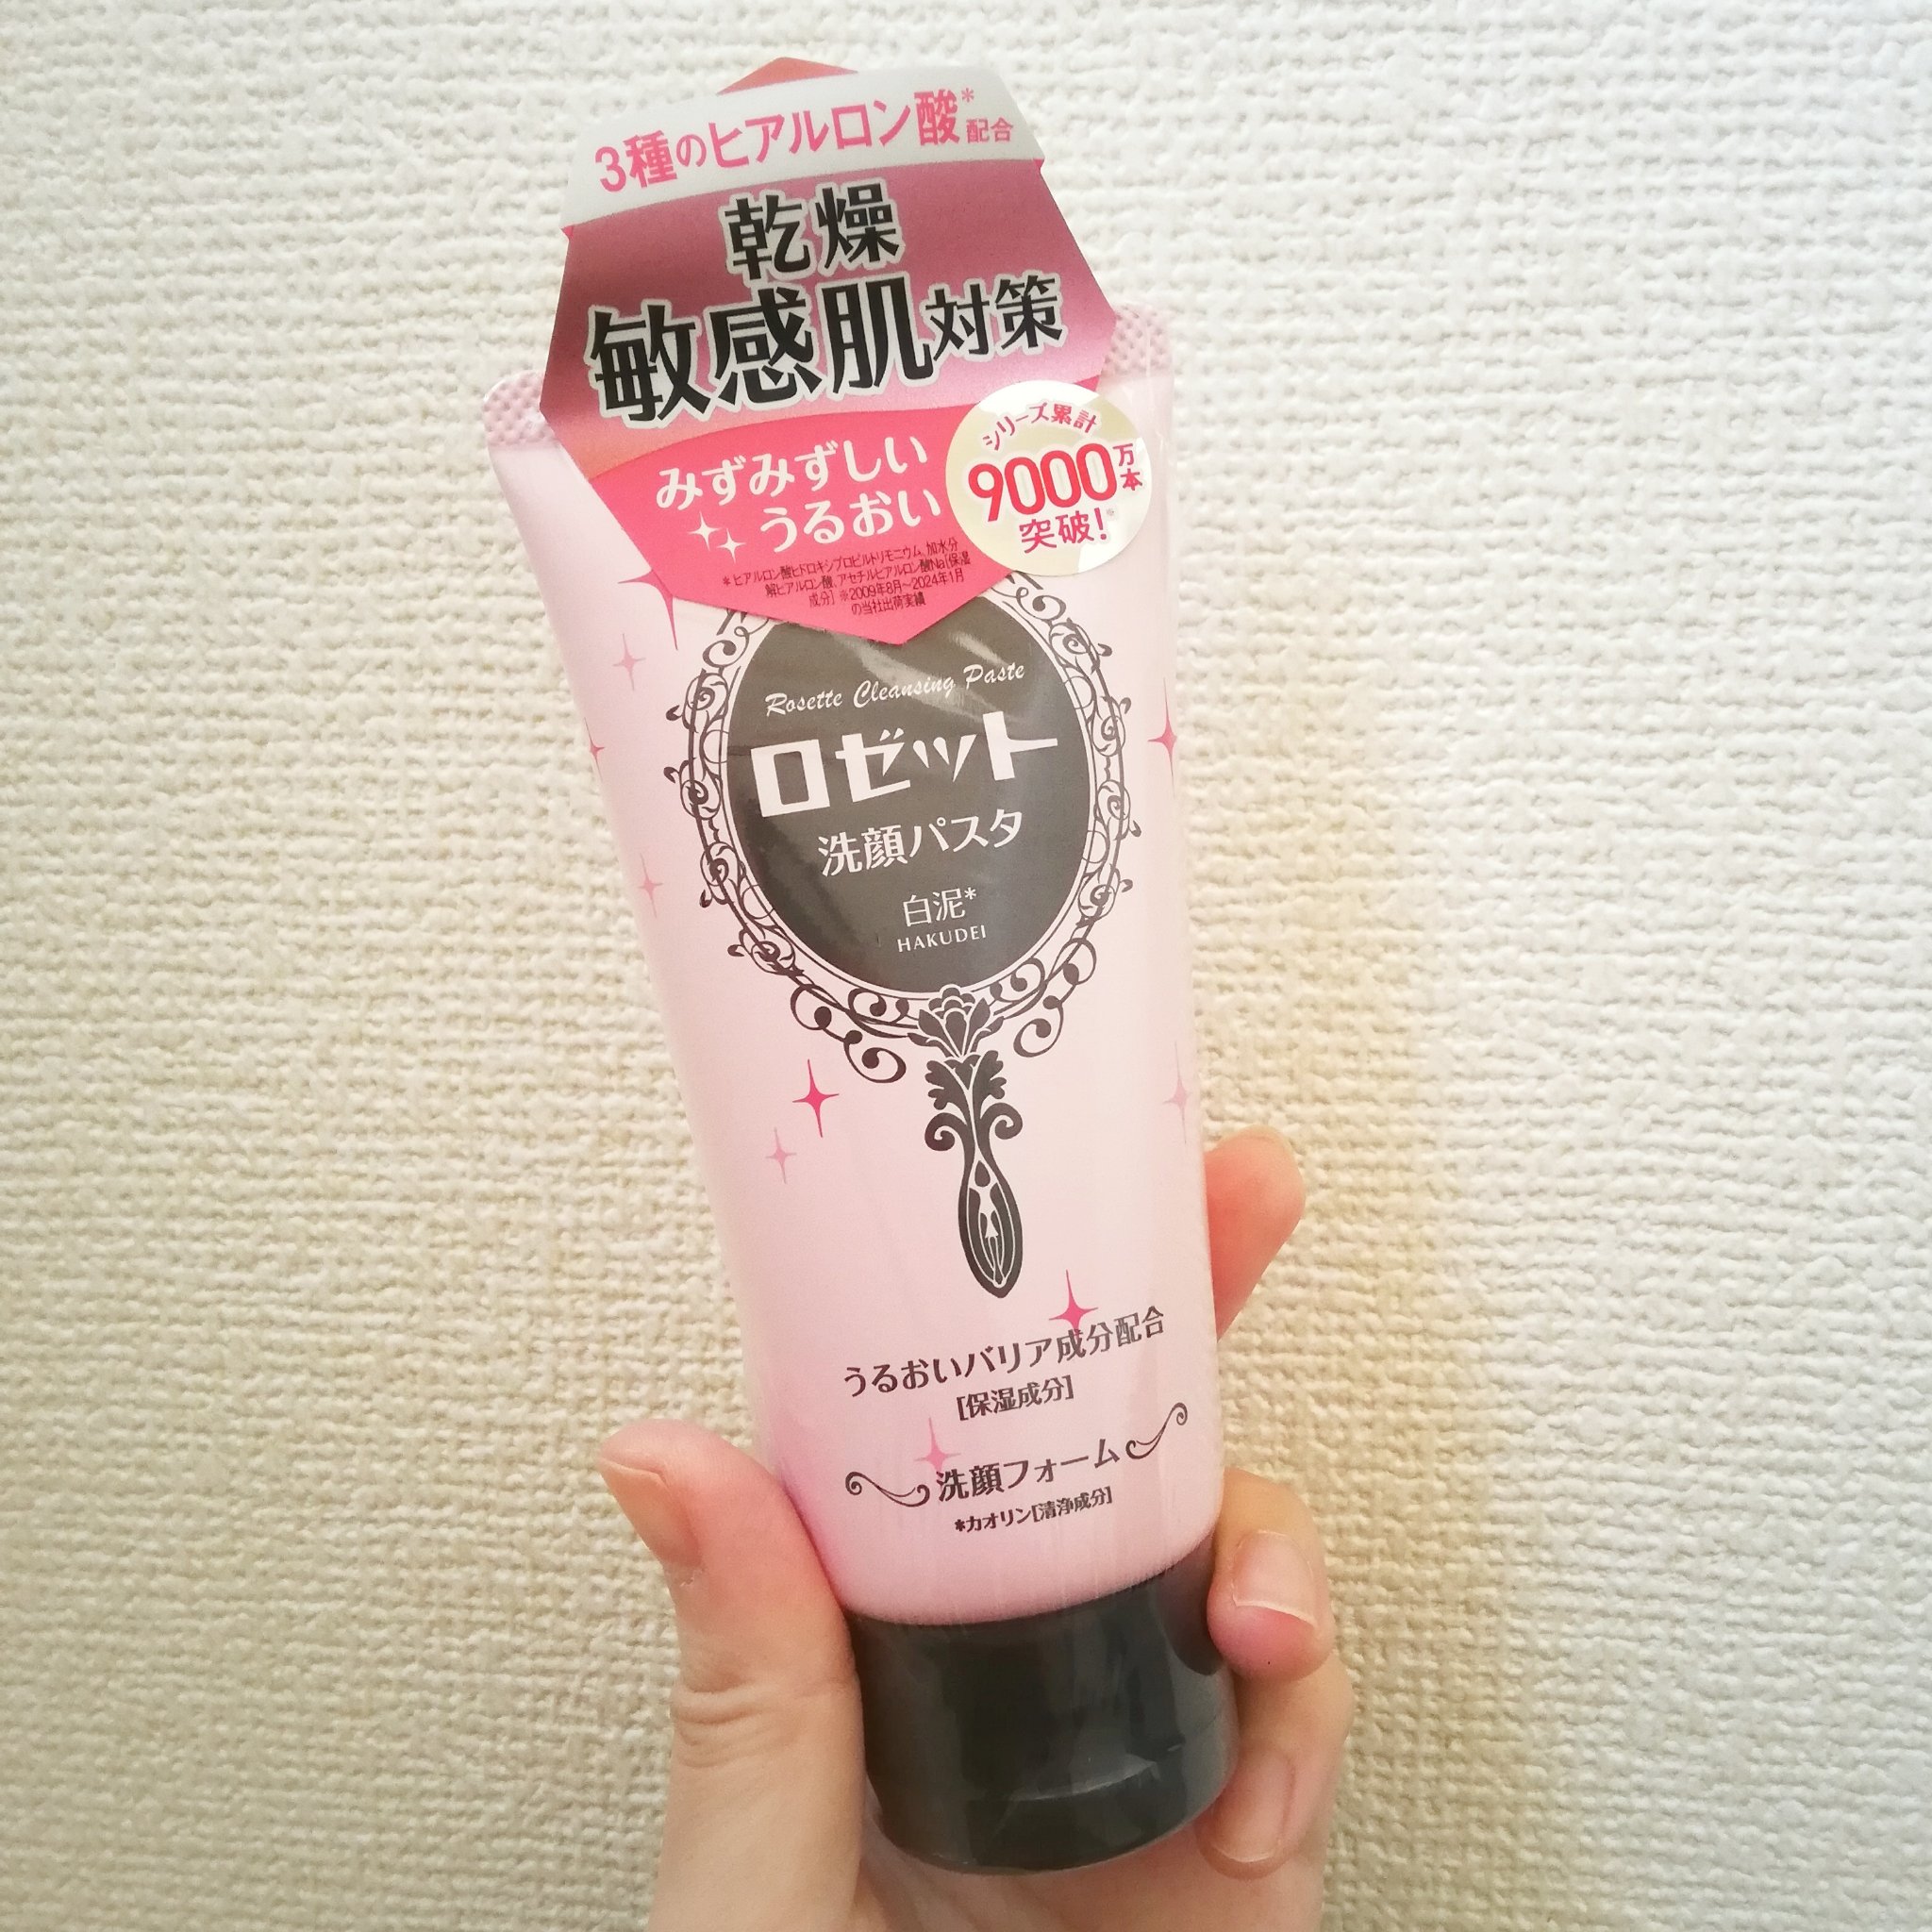 3種のヒアルロン酸*配合
乾燥
敏感肌対策
みずみずしい
うるおい
シリーズ累計
9000万本
突破!※
*ヒアルロン酸ヒドロキシプロピルトリモニウム、加水分
解ヒアルロン酸、アセチルヒアルロン酸Na[保湿
成分] ※2009年8月〜2024年1月
の当社出荷実績
Rosette Cleansing Paste
ロゼット
洗顔パスタ
白泥*
HAKUDEI
うるおいバリア成分配合
[保湿成分]
洗顔フォーム
*カオリン[清浄成分]